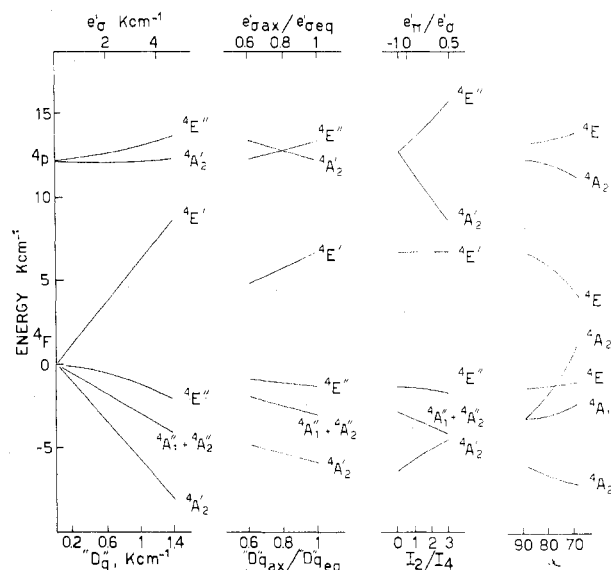 e'σ Kcm⁻¹
2 4
e'σax/e'σeq
0.6 0.8 1
e'π/e'σ
-1 0 0.5
ENERGY Kcm⁻¹
15
10
5
0
-5
⁴P
⁴F
⁴E''
⁴A'₂
⁴E'
⁴E''
⁴A''₁ + ⁴A''₂
⁴A'₂
⁴E''
⁴A'₂
⁴E'
⁴E''
⁴A''₁ + ⁴A''₂
⁴A'₂
⁴E''
⁴A'₂
⁴E'
⁴E''
⁴A''₁ + ⁴A''₂
⁴A'₂
⁴E
⁴A₂
⁴E
⁴A₂
⁴E
⁴A₁
⁴A₂
0.2 0.6 1 1.4
"Dq", Kcm⁻¹
0.6 0.8 1
"Dq"ax/"Dq"eq
0 1 2 3
I₂/I₄
90 80 70